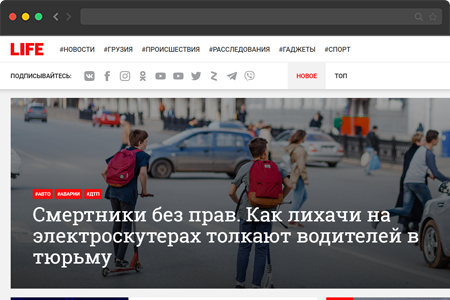 LIFE
#НОВОСТИ #ГРУЗИЯ #ПРОИСШЕСТВИЯ #РАССЛЕДОВАНИЯ #ГАДЖЕТЫ #СПОРТ
ПОДПИСЫВАЙТЕСЬ: НОВОЕ ТОП
#АВТО #АВАРИИ #ДТП
Смертники без прав. Как лихачи на
электроскутерах толкают водителей в
тюрьму